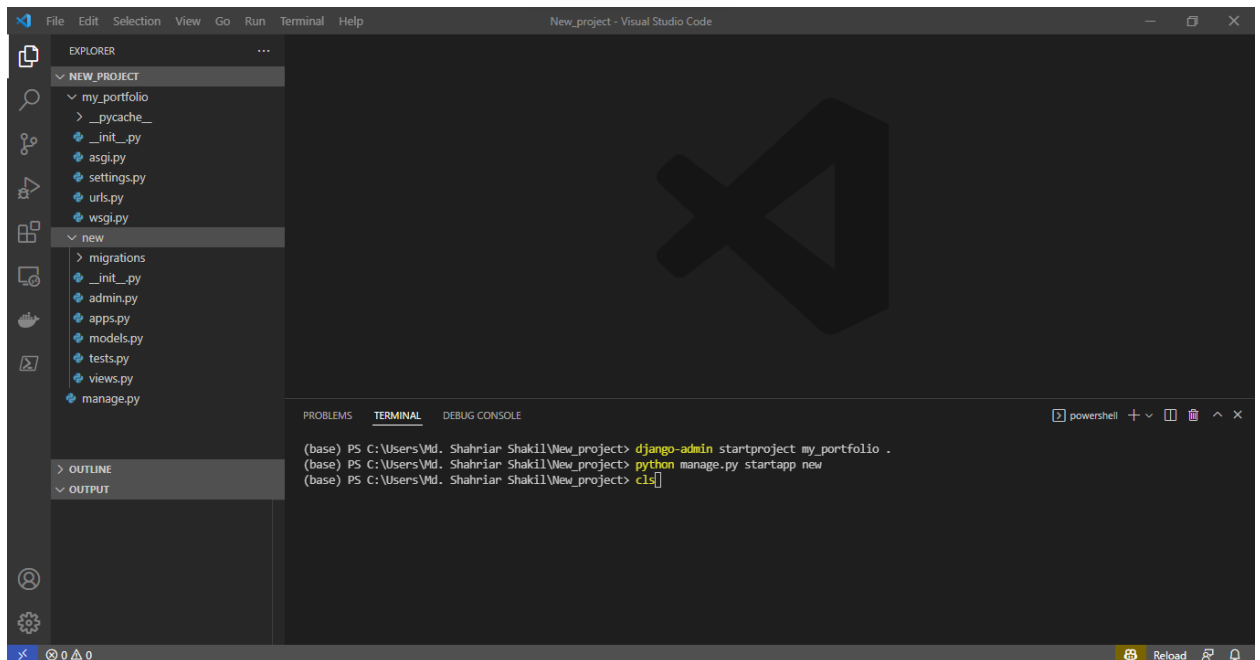 File Edit Selection View Go Run Terminal Help New_project - Visual Studio Code
EXPLORER
NEW_PROJECT
my_portfolio
__pycache__
__init__.py
asgi.py
settings.py
urls.py
wsgi.py
new
migrations
__init__.py
admin.py
apps.py
models.py
tests.py
views.py
manage.py
OUTLINE
OUTPUT
PROBLEMS TERMINAL DEBUG CONSOLE powershell
(base) PS C:\Users\Md. Shahriar Shakil\New_project> django-admin startproject my_portfolio .
(base) PS C:\Users\Md. Shahriar Shakil\New_project> python manage.py startapp new
(base) PS C:\Users\Md. Shahriar Shakil\New_project> cls
0 0 Reload